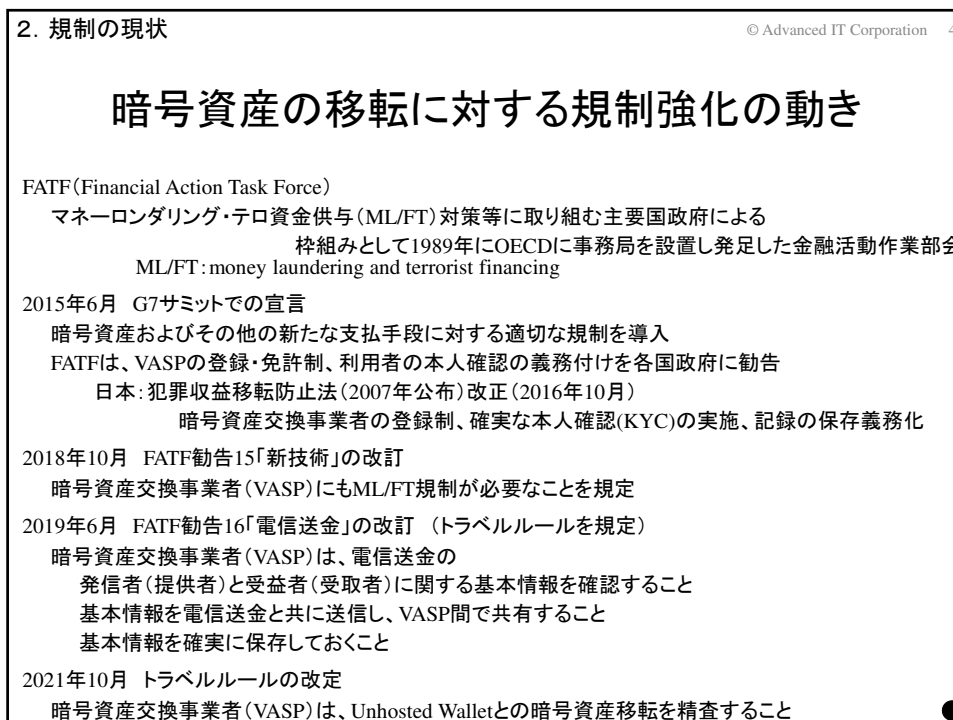 ２．規制の現状
© Advanced IT Corporation 4
暗号資産の移転に対する規制強化の動き
FATF（Financial Action Task Force）
マネーロンダリング・テロ資金供与（ML/FT）対策等に取り組む主要国政府による
枠組みとして1989年にOECDに事務局を設置し発足した金融活動作業部会
ML/FT：money laundering and terrorist financing
2015年6月 G7サミットでの宣言
暗号資産およびその他の新たな支払手段に対する適切な規制を導入
FATFは、VASPの登録・免許制、利用者の本人確認の義務付けを各国政府に勧告
日本：犯罪収益移転防止法（2007年公布）改正（2016年10月）
暗号資産交換事業者の登録制、確実な本人確認(KYC)の実施、記録の保存義務化
2018年10月 FATF勧告15「新技術」の改訂
暗号資産交換事業者（VASP）にもML/FT規制が必要なことを規定
2019年6月 FATF勧告16「電信送金」の改訂 （トラベルルールを規定）
暗号資産交換事業者（VASP）は、電信送金の
発信者（提供者）と受益者（受取者）に関する基本情報を確認すること
基本情報を電信送金と共に送信し、VASP間で共有すること
基本情報を確実に保存しておくこと
2021年10月 トラベルルールの改定
暗号資産交換事業者（VASP）は、Unhosted Walletとの暗号資産移転を精査すること